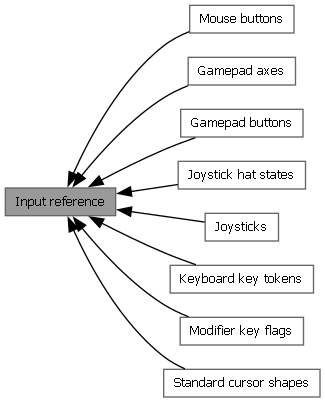 Mouse buttons
Gamepad axes
Gamepad buttons
Joystick hat states
Input reference
Joysticks
Keyboard key tokens
Modifier key flags
Standard cursor shapes